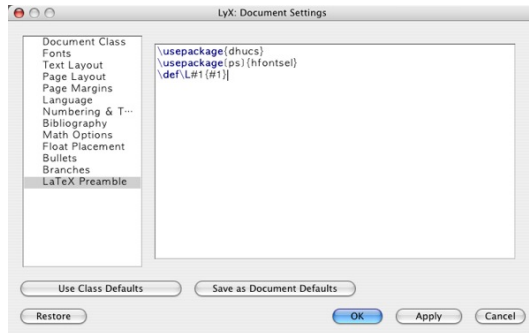 LyX: Document Settings
Document Class
Fonts
Text Layout
Page Layout
Page Margins
Language
Numbering & T…
Bibliography
Math Options
Float Placement
Bullets
Branches
LaTeX Preamble
\usepackage{dhucs}
\usepackage(ps){hfontsel}
\def\L#1{#1}
Use Class Defaults
Save as Document Defaults
Restore
OK
Apply
Cancel